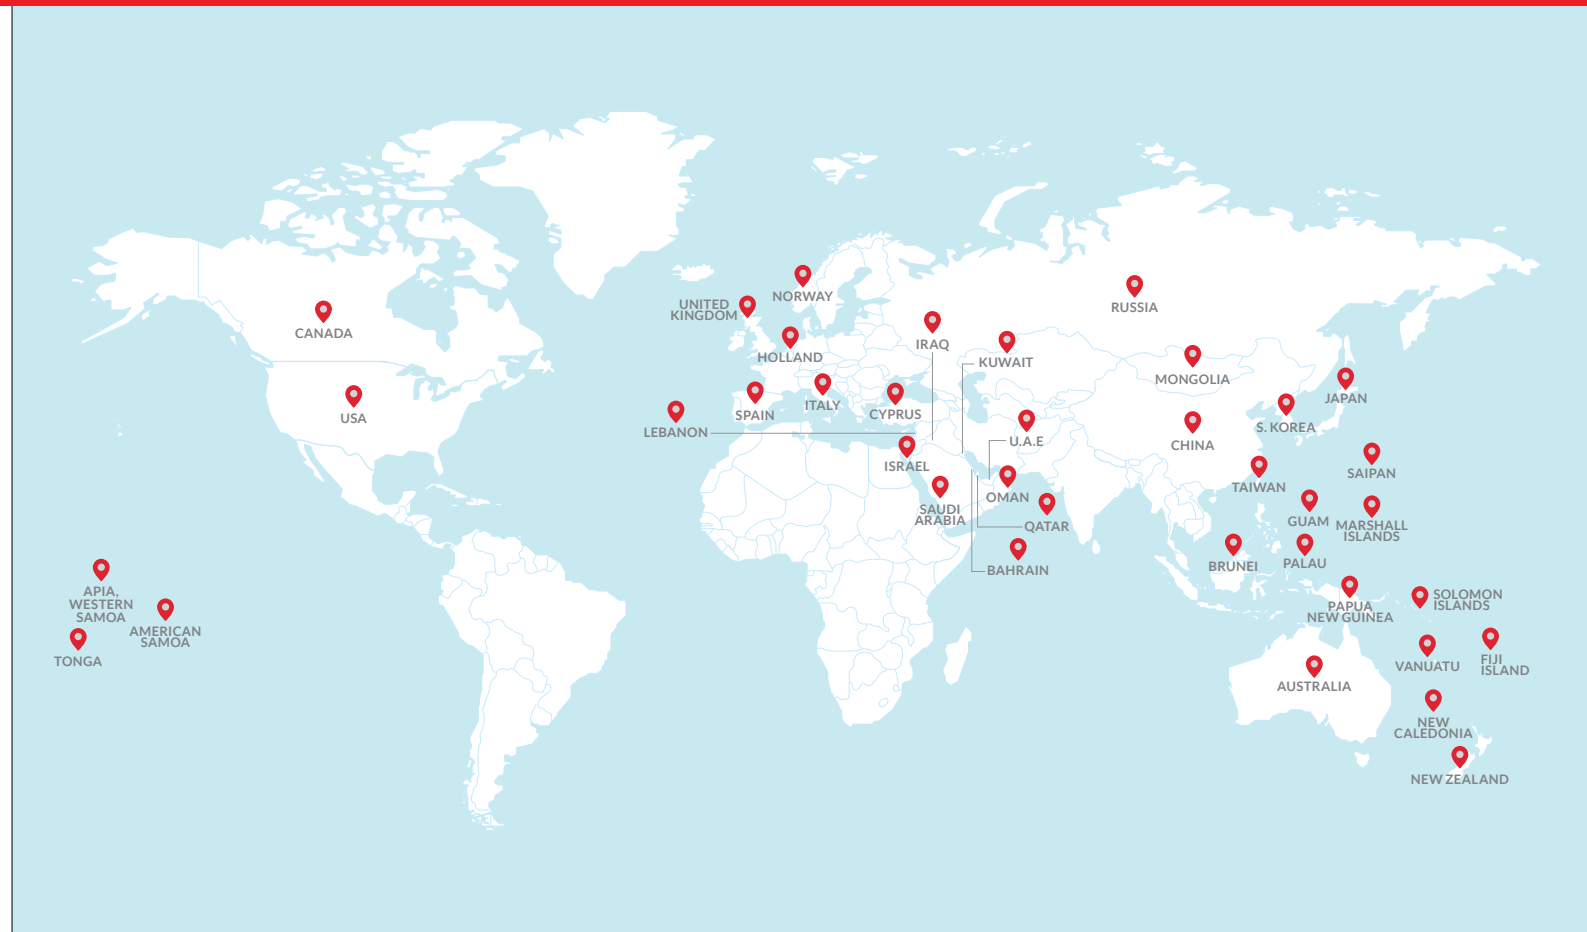 NORWAY
UNITED
KINGDOM
RUSSIA
CANADA
IRAQ
HOLLAND
KUWAIT
MONGOLIA
JAPAN
USA
SPAIN
ITALY
CYPRUS
S. KOREA
LEBANON
U.A.E
CHINA
ISRAEL
SAIPAN
TAIWAN
OMAN
SAUDI
ARABIA
QATAR
GUAM
MARSHALL
ISLANDS
BAHRAIN
BRUNEI
PALAU
APIA,
WESTERN
SAMOA
AMERICAN
SAMOA
TONGA
PAPUA
NEW GUINEA
SOLOMON
ISLANDS
VANUATU
FIJI
ISLAND
AUSTRALIA
NEW
CALEDONIA
NEW ZEALAND